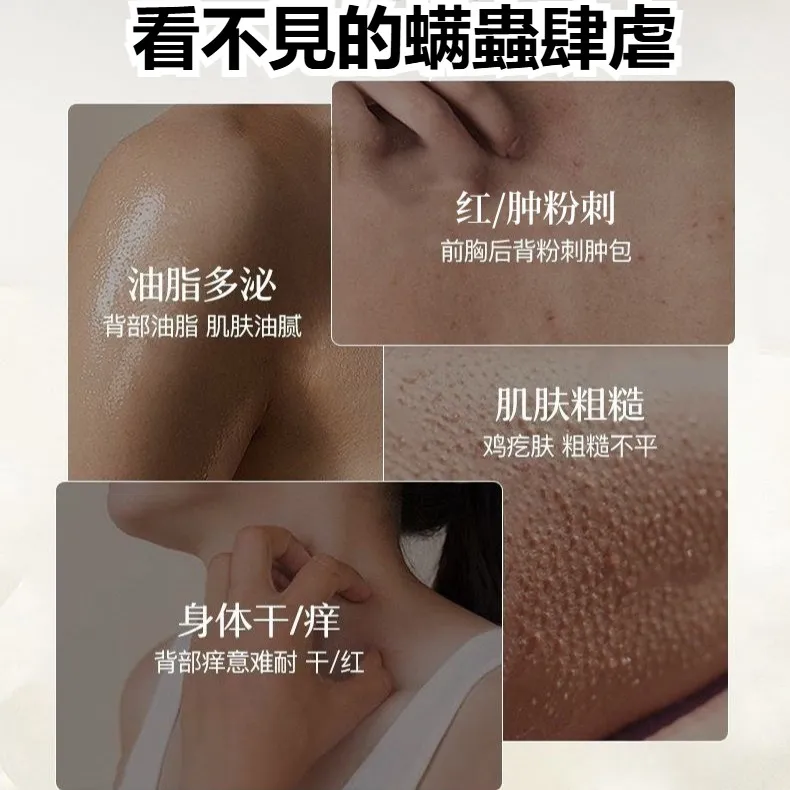 看不見的螨蟲肆虐
红/肿粉刺
前胸后背粉刺肿包
油脂多泌
背部油脂 肌肤油腻
肌肤粗糙
鸡疙肤 粗糙不平
身体干/痒
背部痒意难耐 干/红